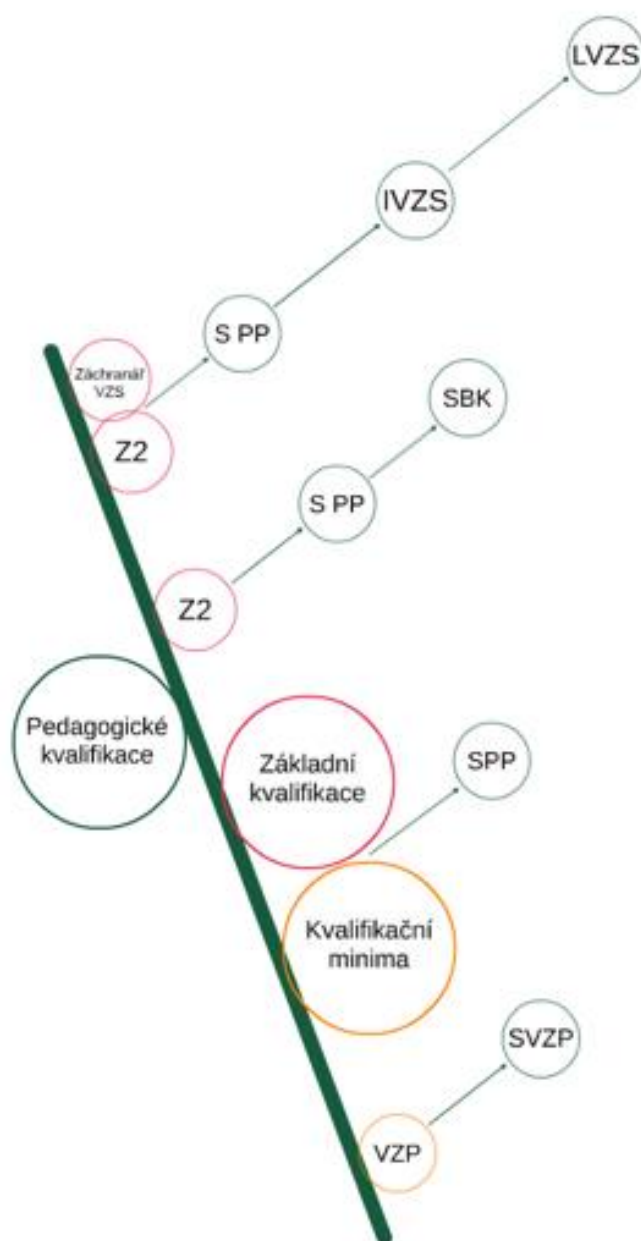 LVZS
IVZS
S PP
Záchranář
VZS
Z2
SBK
S PP
Z2
Pedagogické
kvalifikace
Základní
kvalifikace
SPP
Kvalifikační
minima
SVZP
VZP